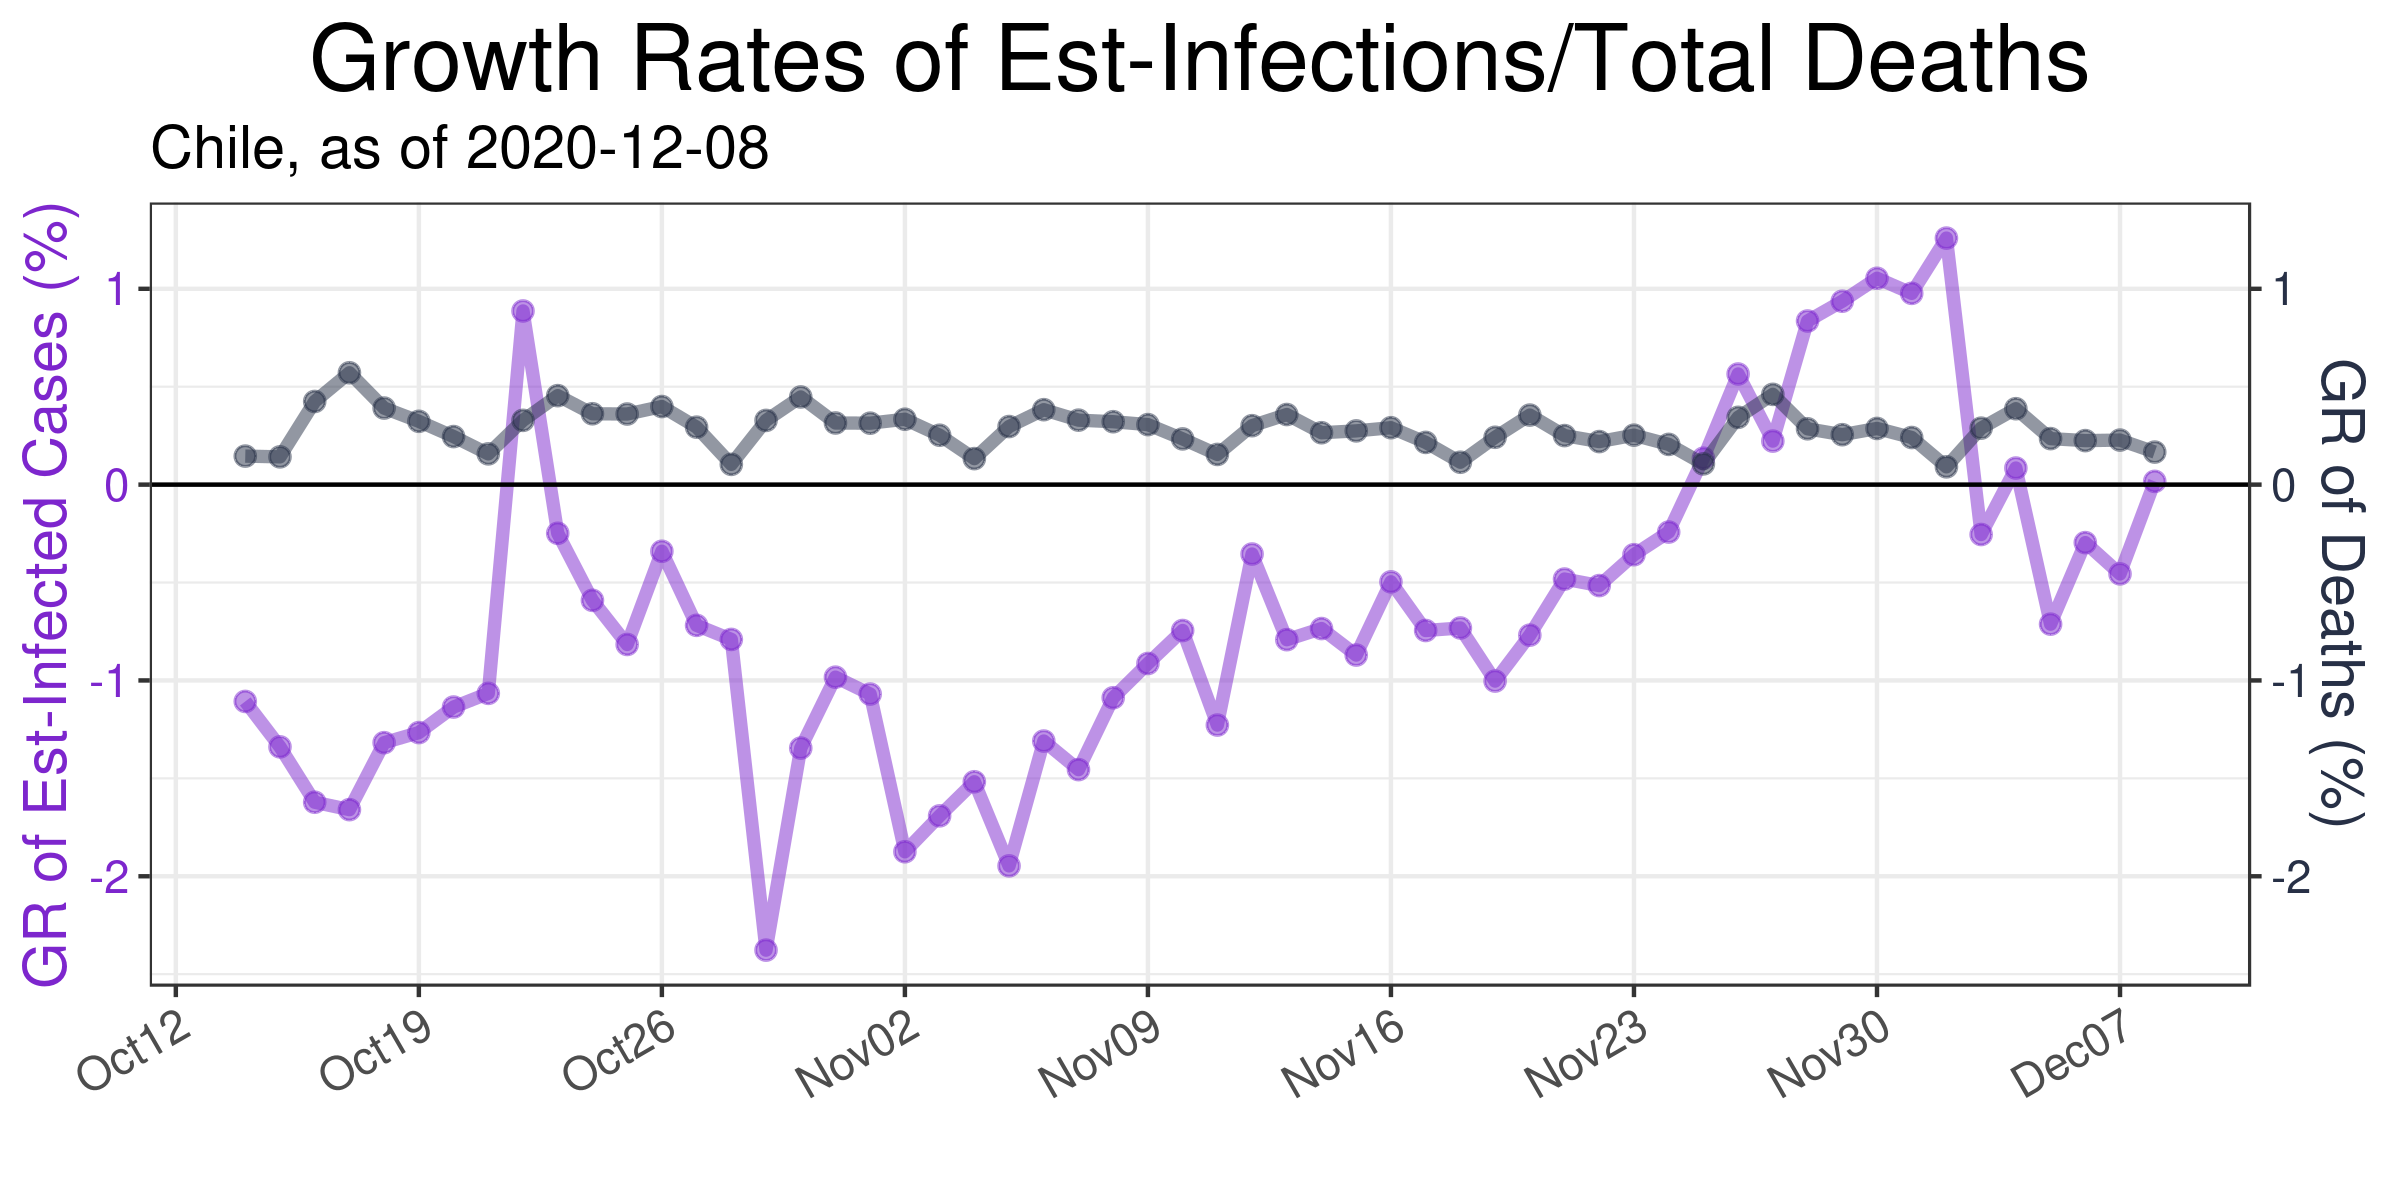 Growth Rates of Est-Infections/Total Deaths
Chile, as of 2020-12-08
GR of Est-Infected Cases (%)
1
0
-1
-2
1
0
-1
-2
GR of Deaths (%)
Oct12
Oct19
Oct26
Nov02
Nov09
Nov16
Nov23
Nov30
Dec07